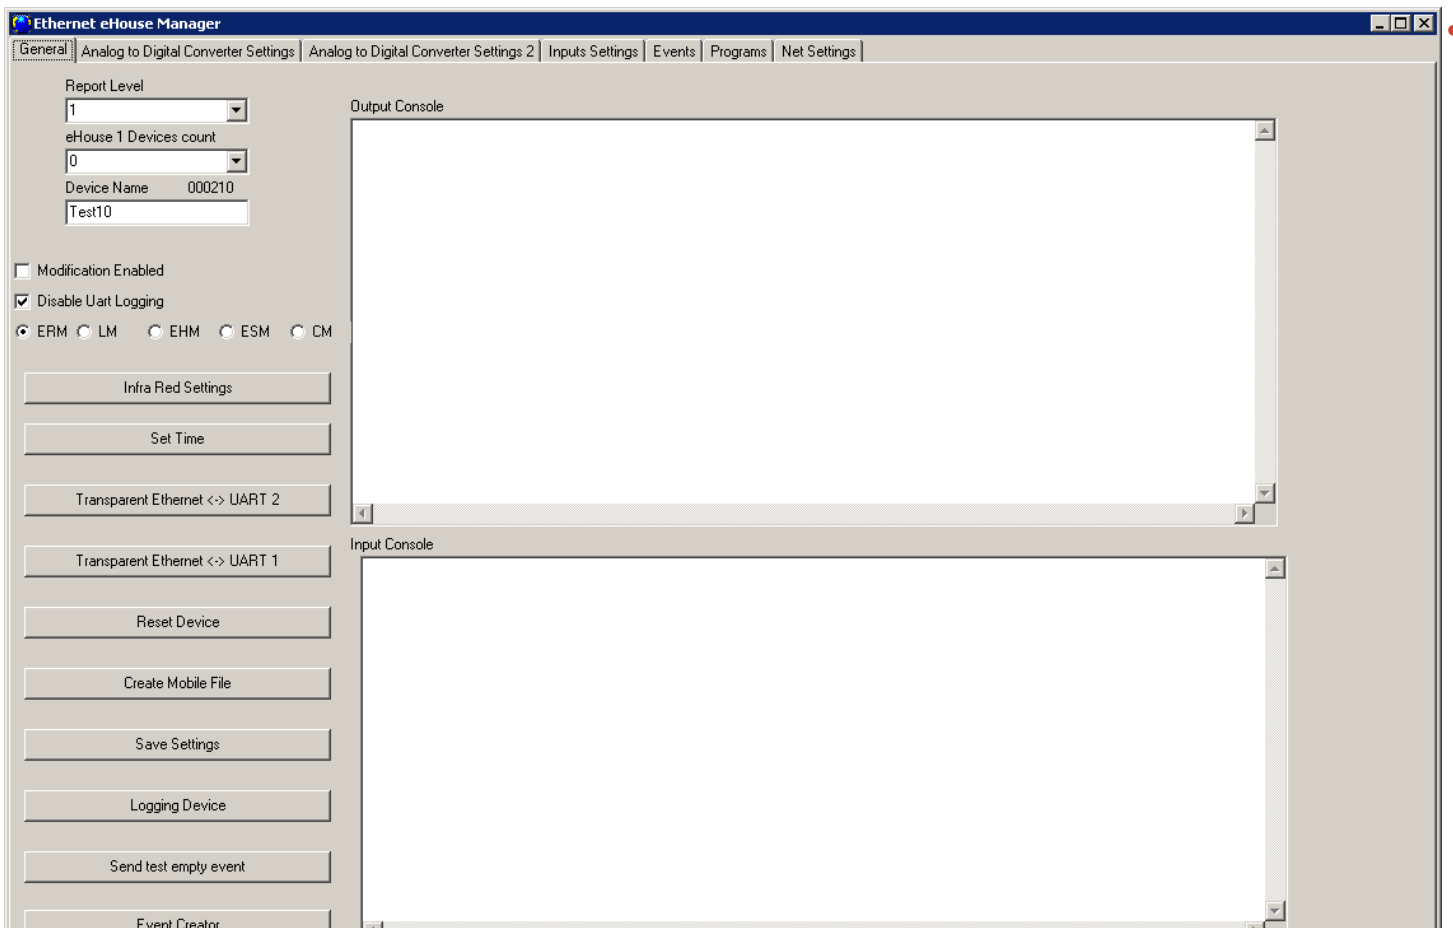 Ethernet eHouse Manager
General Analog to Digital Converter Settings Analog to Digital Converter Settings 2 Inputs Settings Events Programs Net Settings
Report Level
1
eHouse 1 Devices count
0
Device Name 000210
Test10
Modification Enabled
Disable Uart Logging
ERM LM EHM ESM CM
Infra Red Settings
Set Time
Transparent Ethernet <-> UART 2
Transparent Ethernet <-> UART 1
Reset Device
Create Mobile File
Save Settings
Logging Device
Send test empty event
Event Creator
Output Console
Input Console